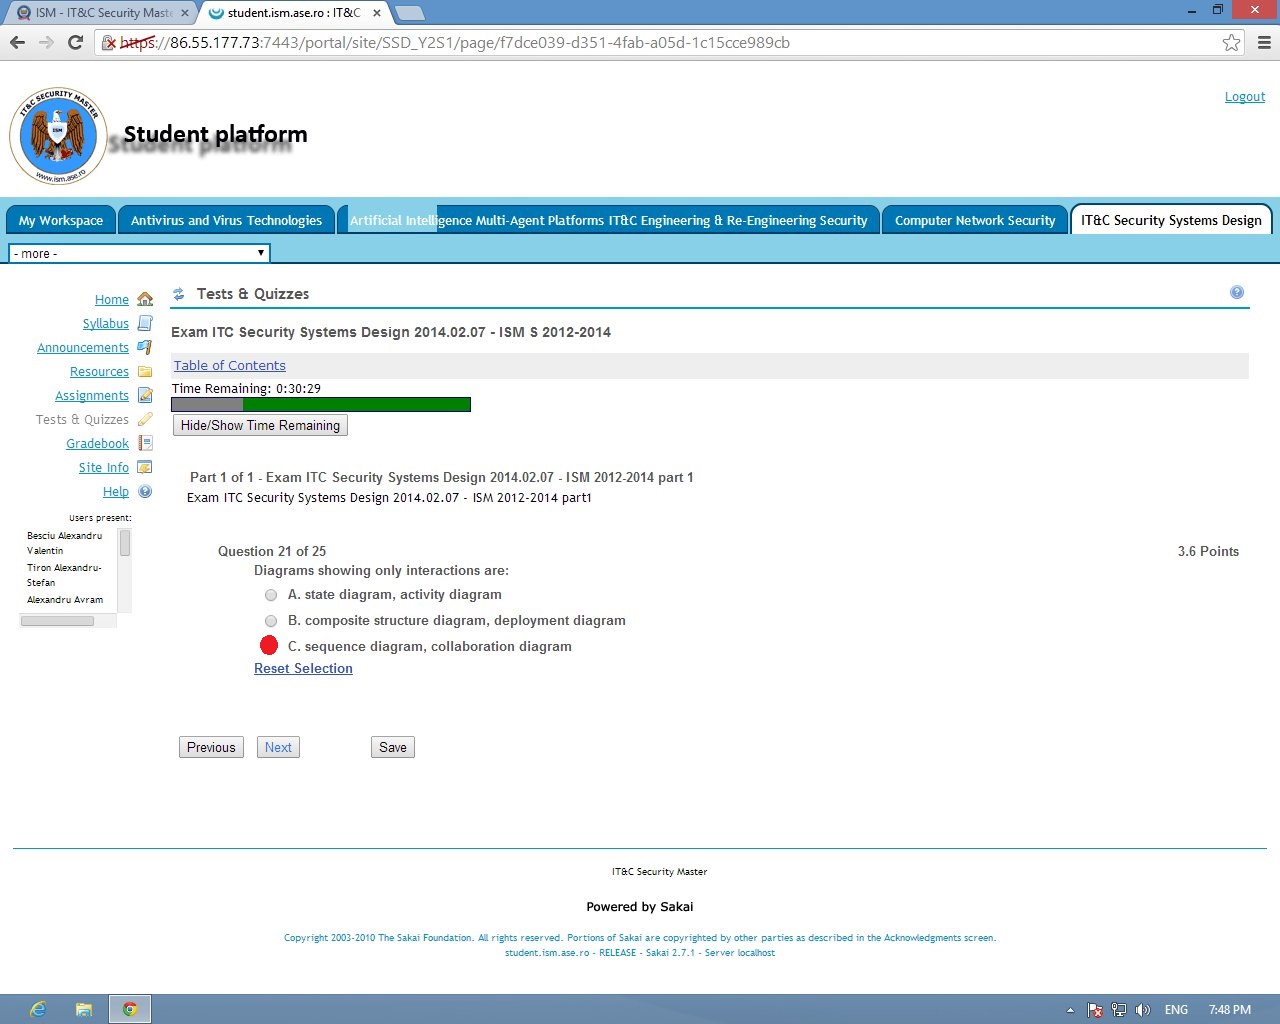 ISM - IT&C Security Maste
student.ism.ase.ro : IT&C
https://86.55.177.73:7443/portal/site/SSD_Y2S1/page/f7dce039-d351-4fab-a05d-1c15cce989cb
Logout
IT&C SECURITY MASTER
ISM
www.ism.ase.ro
Student platform
My Workspace
Antivirus and Virus Technologies
Artificial Intelligence Multi-Agent Platforms IT&C Engineering & Re-Engineering Security
Computer Network Security
IT&C Security Systems Design
- more -
Home
Syllabus
Announcements
Resources
Assignments
Tests & Quizzes
Gradebook
Site Info
Help
Users present:
Besciu Alexandru
Valentin
Tiron Alexandru-
Stefan
Alexandru Avram
Tests & Quizzes
Exam ITC Security Systems Design 2014.02.07 - ISM S 2012-2014
Table of Contents
Time Remaining: 0:30:29
Hide/Show Time Remaining
Part 1 of 1 - Exam ITC Security Systems Design 2014.02.07 - ISM 2012-2014 part 1
Exam ITC Security Systems Design 2014.02.07 - ISM 2012-2014 part1
Question 21 of 25
3.6 Points
Diagrams showing only interactions are:
A. state diagram, activity diagram
B. composite structure diagram, deployment diagram
C. sequence diagram, collaboration diagram
Reset Selection
Previous
Next
Save
IT&C Security Master
Powered by Sakai
Copyright 2003-2010 The Sakai Foundation. All rights reserved. Portions of Sakai are copyrighted by other parties as described in the Acknowledgments screen.
student.ism.ase.ro - RELEASE - Sakai 2.7.1 - Server localhost
ENG
7:48 PM